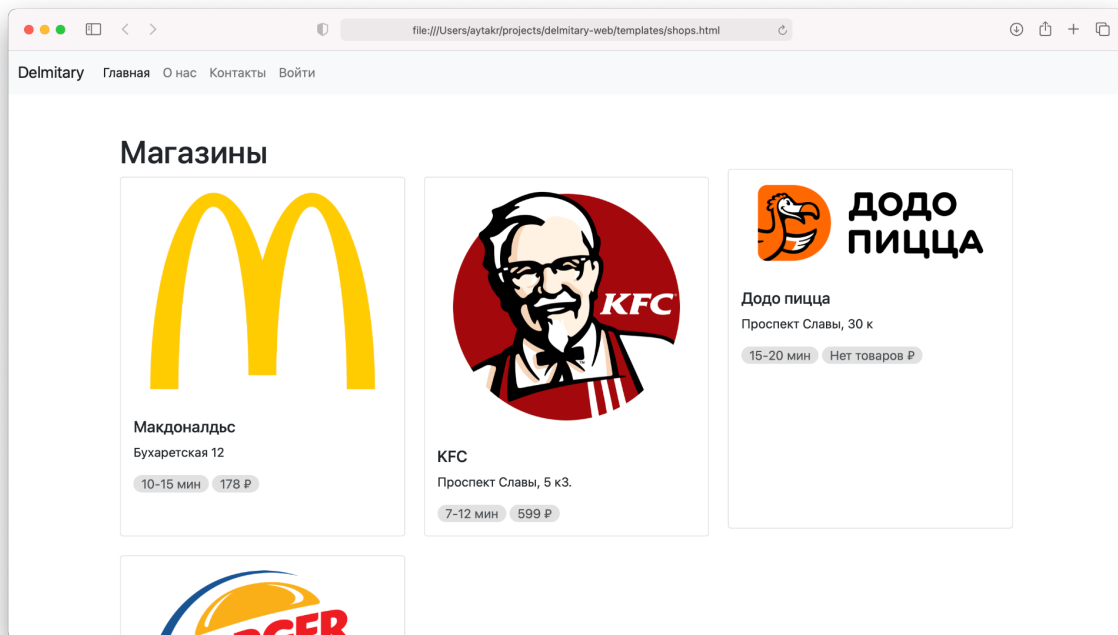 file:///Users/aytakr/projects/delmitary-web/templates/shops.html
Delmitary Главная О нас Контакты Войти
Магазины
Макдоналдьс
Бухаретская 12
10-15 мин 178 ₽
KFC
KFC
Проспект Славы, 5 к3.
7-12 мин 599 ₽
ДОДО
ПИЦЦА
Додо пицца
Проспект Славы, 30 к
15-20 мин Нет товаров ₽